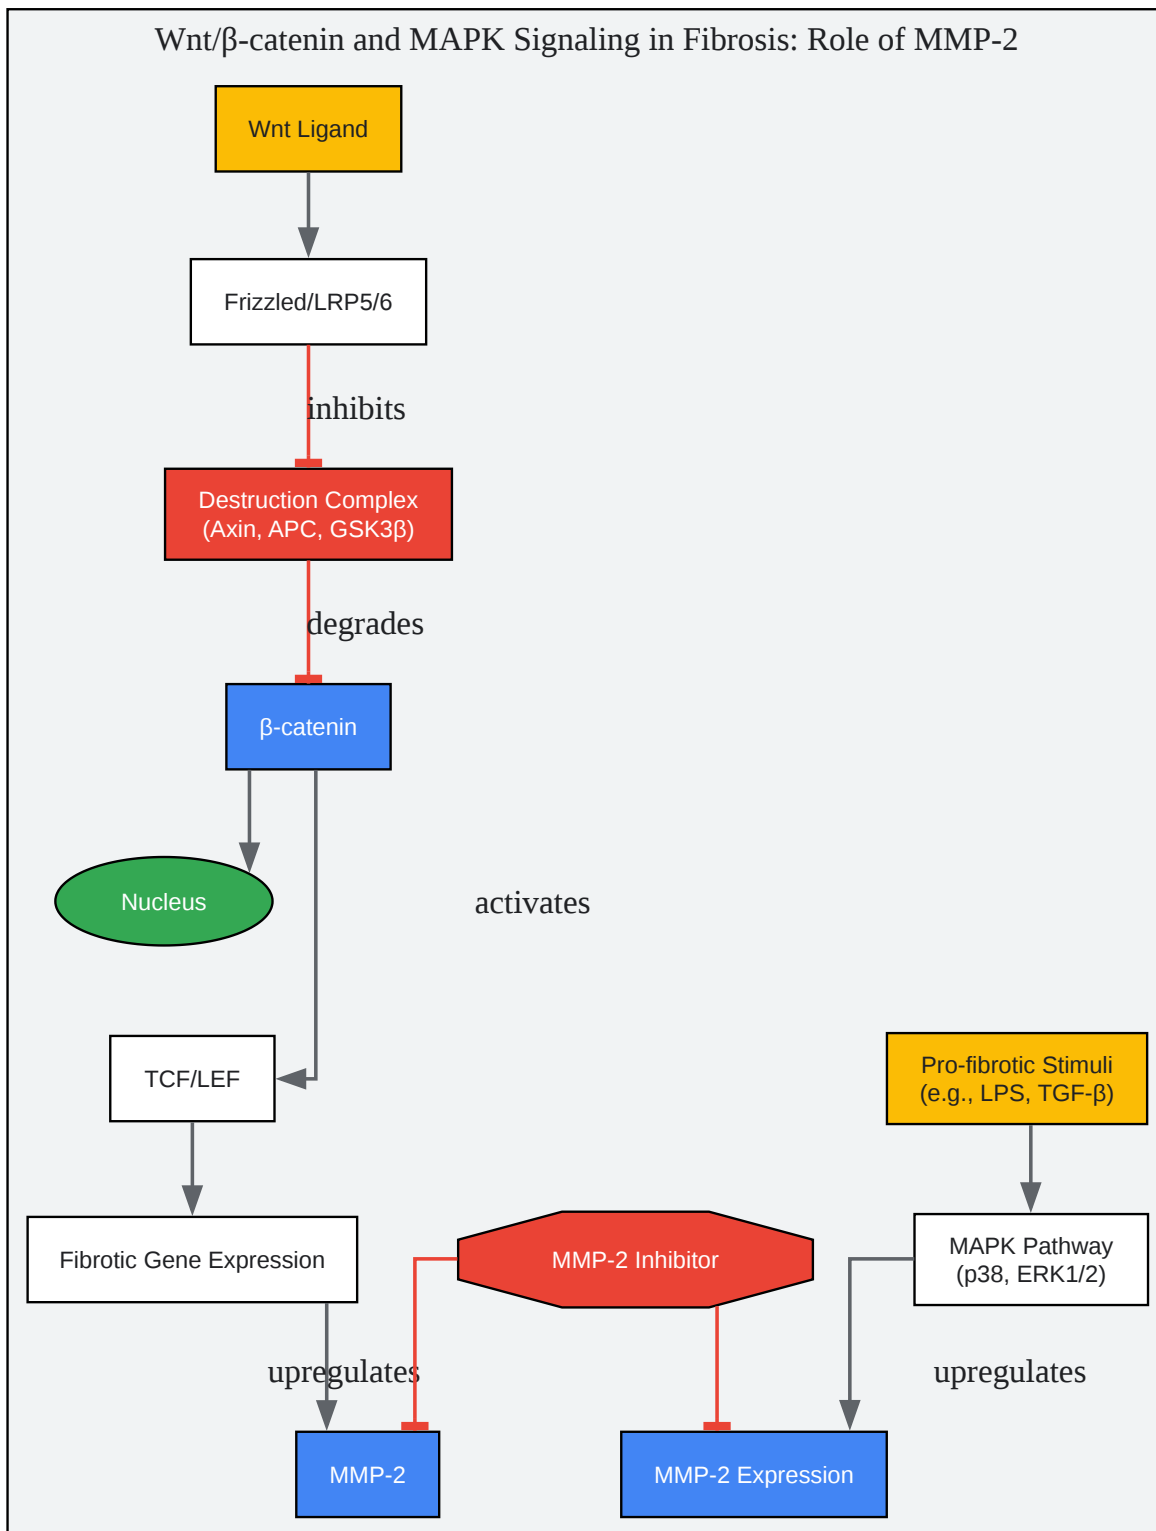 Wnt/β-catenin and MAPK Signaling in Fibrosis: Role of MMP-2
Wnt Ligand
Frizzled/LRP5/6
inhibits
Destruction Complex
(Axin, APC, GSK3β)
degrades
β-catenin
Nucleus
activates
TCF/LEF
Pro-fibrotic Stimuli
(e.g., LPS, TGF-β)
Fibrotic Gene Expression
MMP-2 Inhibitor
MAPK Pathway
(p38, ERK1/2)
upregulates
upregulates
MMP-2
MMP-2 Expression